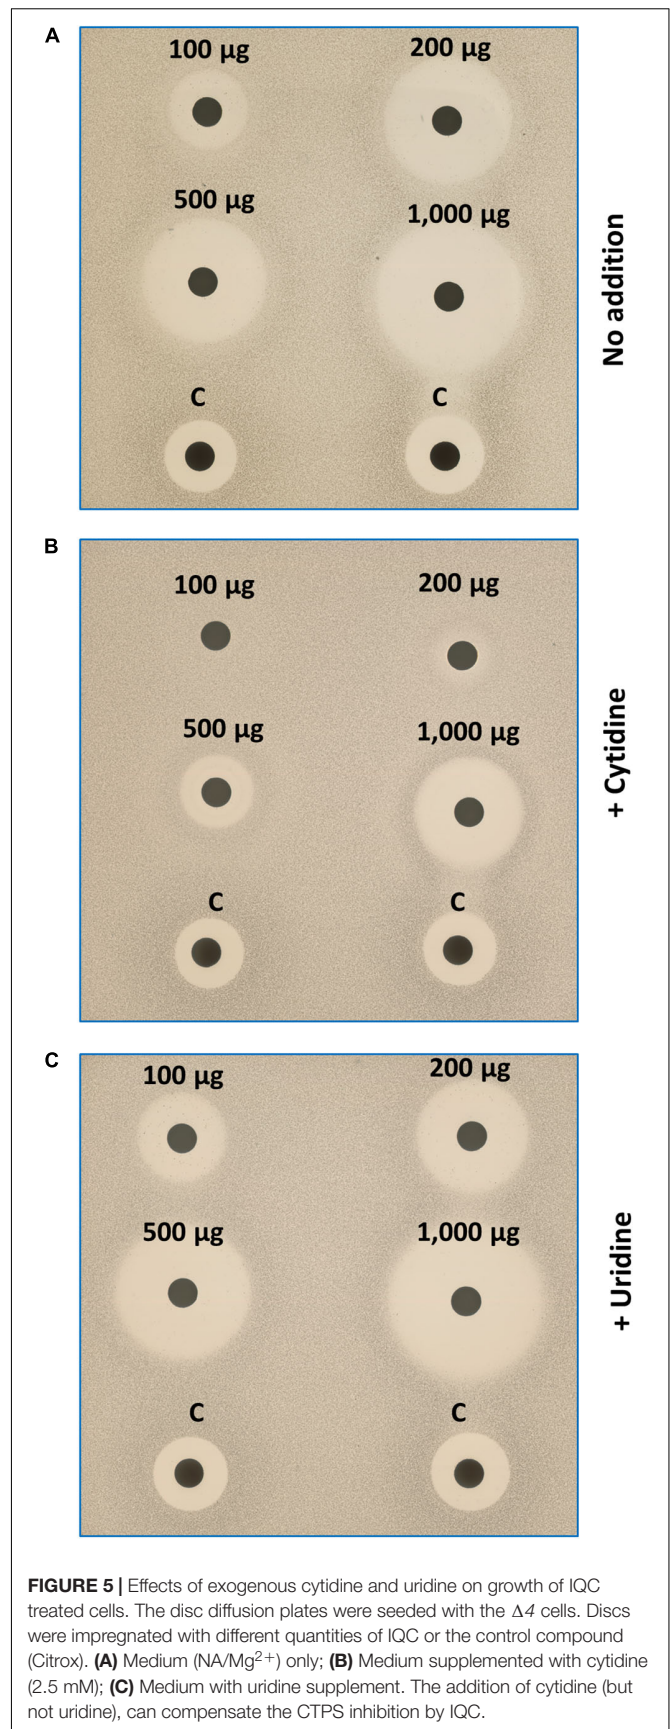 A
100 µg
200 µg
500 µg
1,000 µg
C
C
No addition
B
100 µg
200 µg
500 µg
1,000 µg
C
C
+ Cytidine
C
100 µg
200 µg
500 µg
1,000 µg
C
C
+ Uridine
FIGURE 5 | Effects of exogenous cytidine and uridine on growth of IQC
treated cells. The disc diffusion plates were seeded with the Δ4 cells. Discs
were impregnated with different quantities of IQC or the control compound
(Citrox). (A) Medium (NA/Mg²⁺) only; (B) Medium supplemented with cytidine
(2.5 mM); (C) Medium with uridine supplement. The addition of cytidine (but
not uridine), can compensate the CTPS inhibition by IQC.